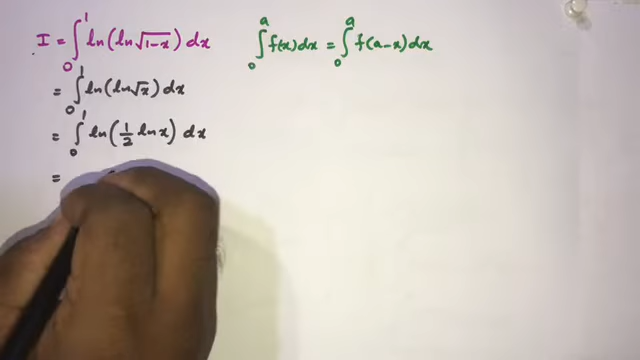 I = ∫₀¹ ln(ln√(1-x)) dx    ∫₀ᵃ f(x)dx = ∫₀ᵃ f(a-x)dx
= ∫₀¹ ln(ln√x) dx
= ∫₀¹ ln(½ ln x) dx
=